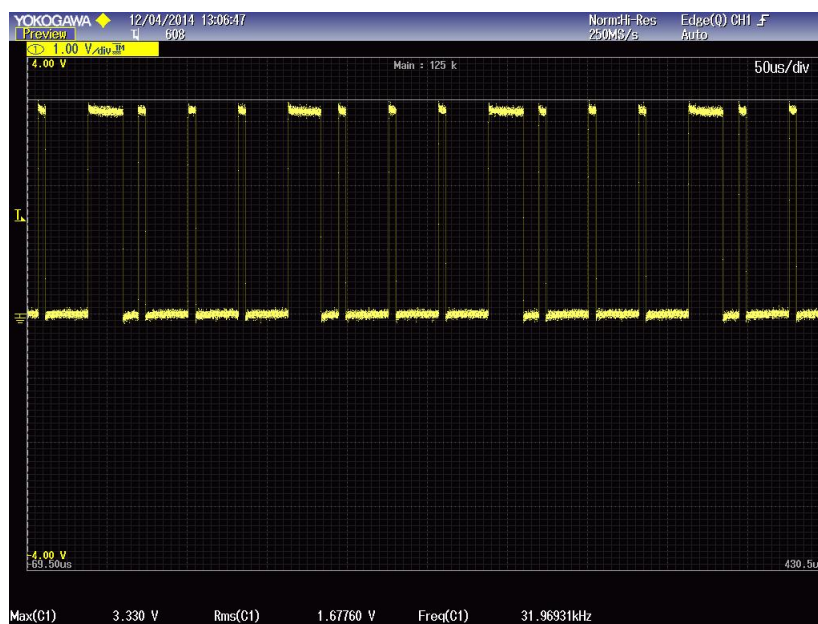 YOKOGAWA 12/04/2014 13:06:47 Norm:Hi-Res Edge(Q) CH1
Preview 608 250MS/s Auto
1 1.00 V/div 1M
4.00 V Main : 125 k 50us/div
-4.00 V
-69.50us 430.5u
Max(C1) 3.330 V Rms(C1) 1.67760 V Freq(C1) 31.96931kHz